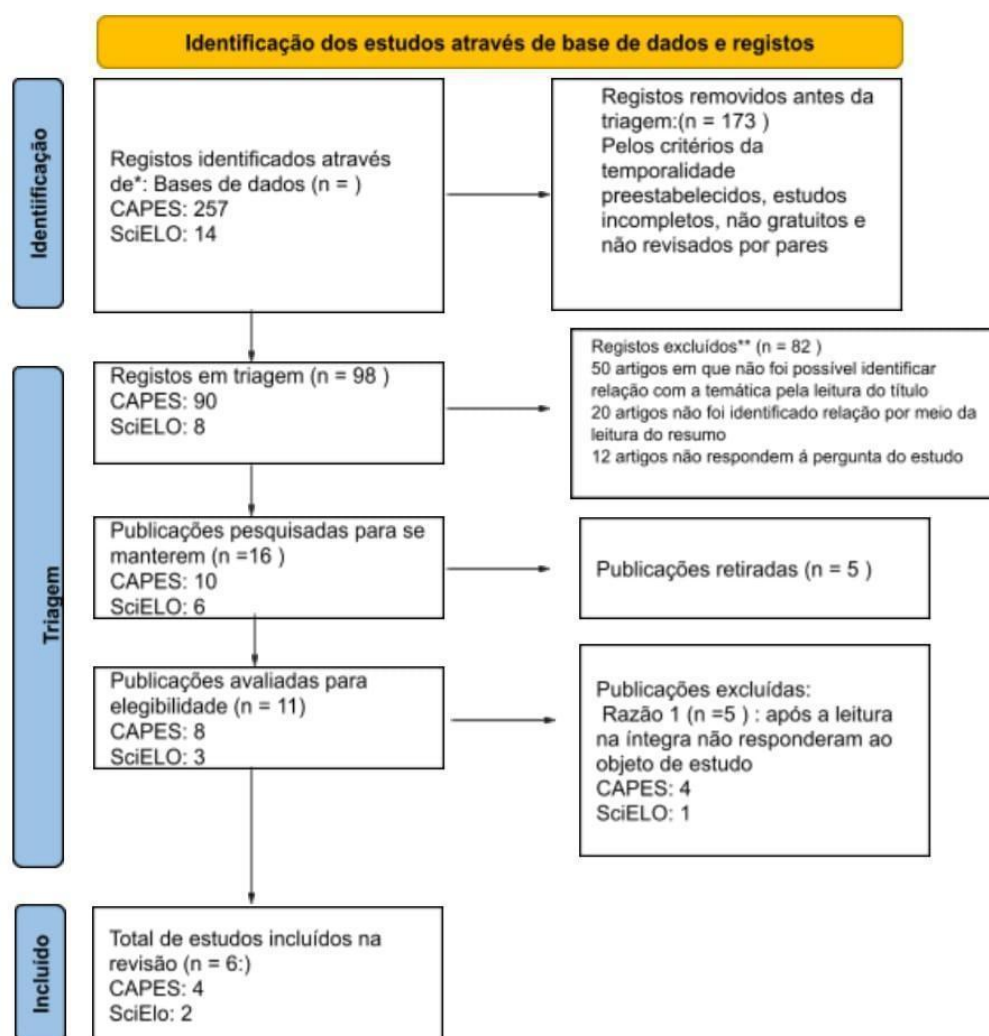 Identificação dos estudos através de base de dados e registos
Identiificação
Registos identificados através
de*: Bases de dados (n = )
CAPES: 257
SciELO: 14
Registos removidos antes da
triagem:(n = 173 )
Pelos critérios da
temporalidade
preestabelecidos, estudos
incompletos, não gratuitos e
não revisados por pares
Triagem
Registos em triagem (n = 98 )
CAPES: 90
SciELO: 8
Registos excluídos** (n = 82 )
50 artigos em que não foi possível identificar
relação com a temática pela leitura do título
20 artigos não foi identificado relação por meio da
leitura do resumo
12 artigos não respondem á pergunta do estudo
Publicações pesquisadas para se
manterem (n =16 )
CAPES: 10
SciELO: 6
Publicações retiradas (n = 5 )
Publicações avaliadas para
elegibilidade (n = 11)
CAPES: 8
SciELO: 3
Publicações excluídas:
Razão 1 (n =5 ) : após a leitura
na íntegra não responderam ao
objeto de estudo
CAPES: 4
SciELO: 1
Incluído
Total de estudos incluídos na
revisão (n = 6:)
CAPES: 4
SciElo: 2